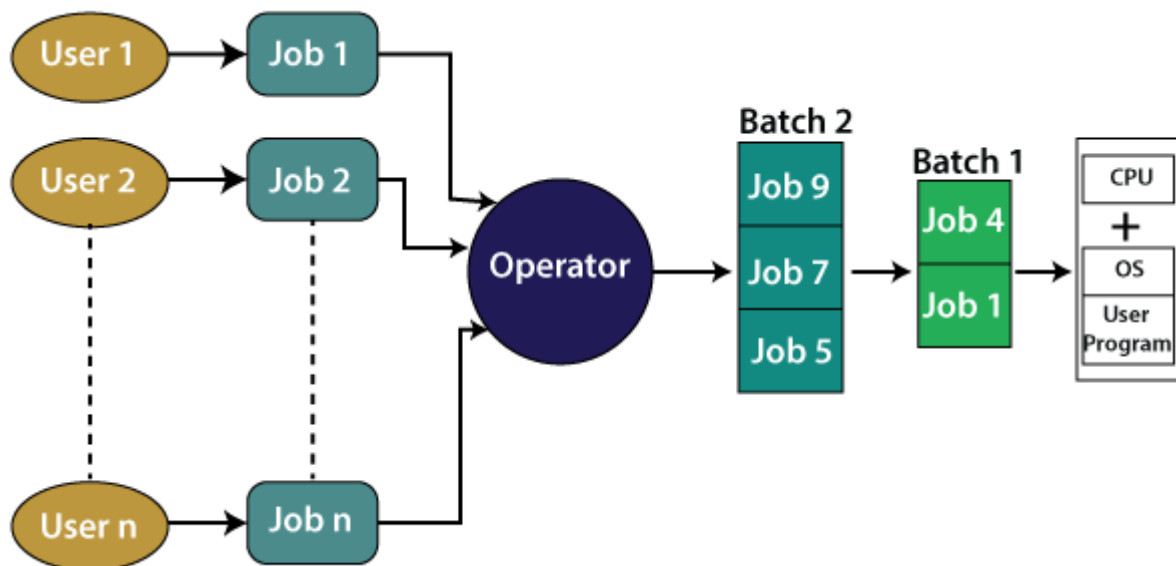 User 1
Job 1
User 2
Job 2
User n
Job n
Operator
Batch 2
Job 9
Job 7
Job 5
Batch 1
Job 4
Job 1
CPU
+
OS
User
Program